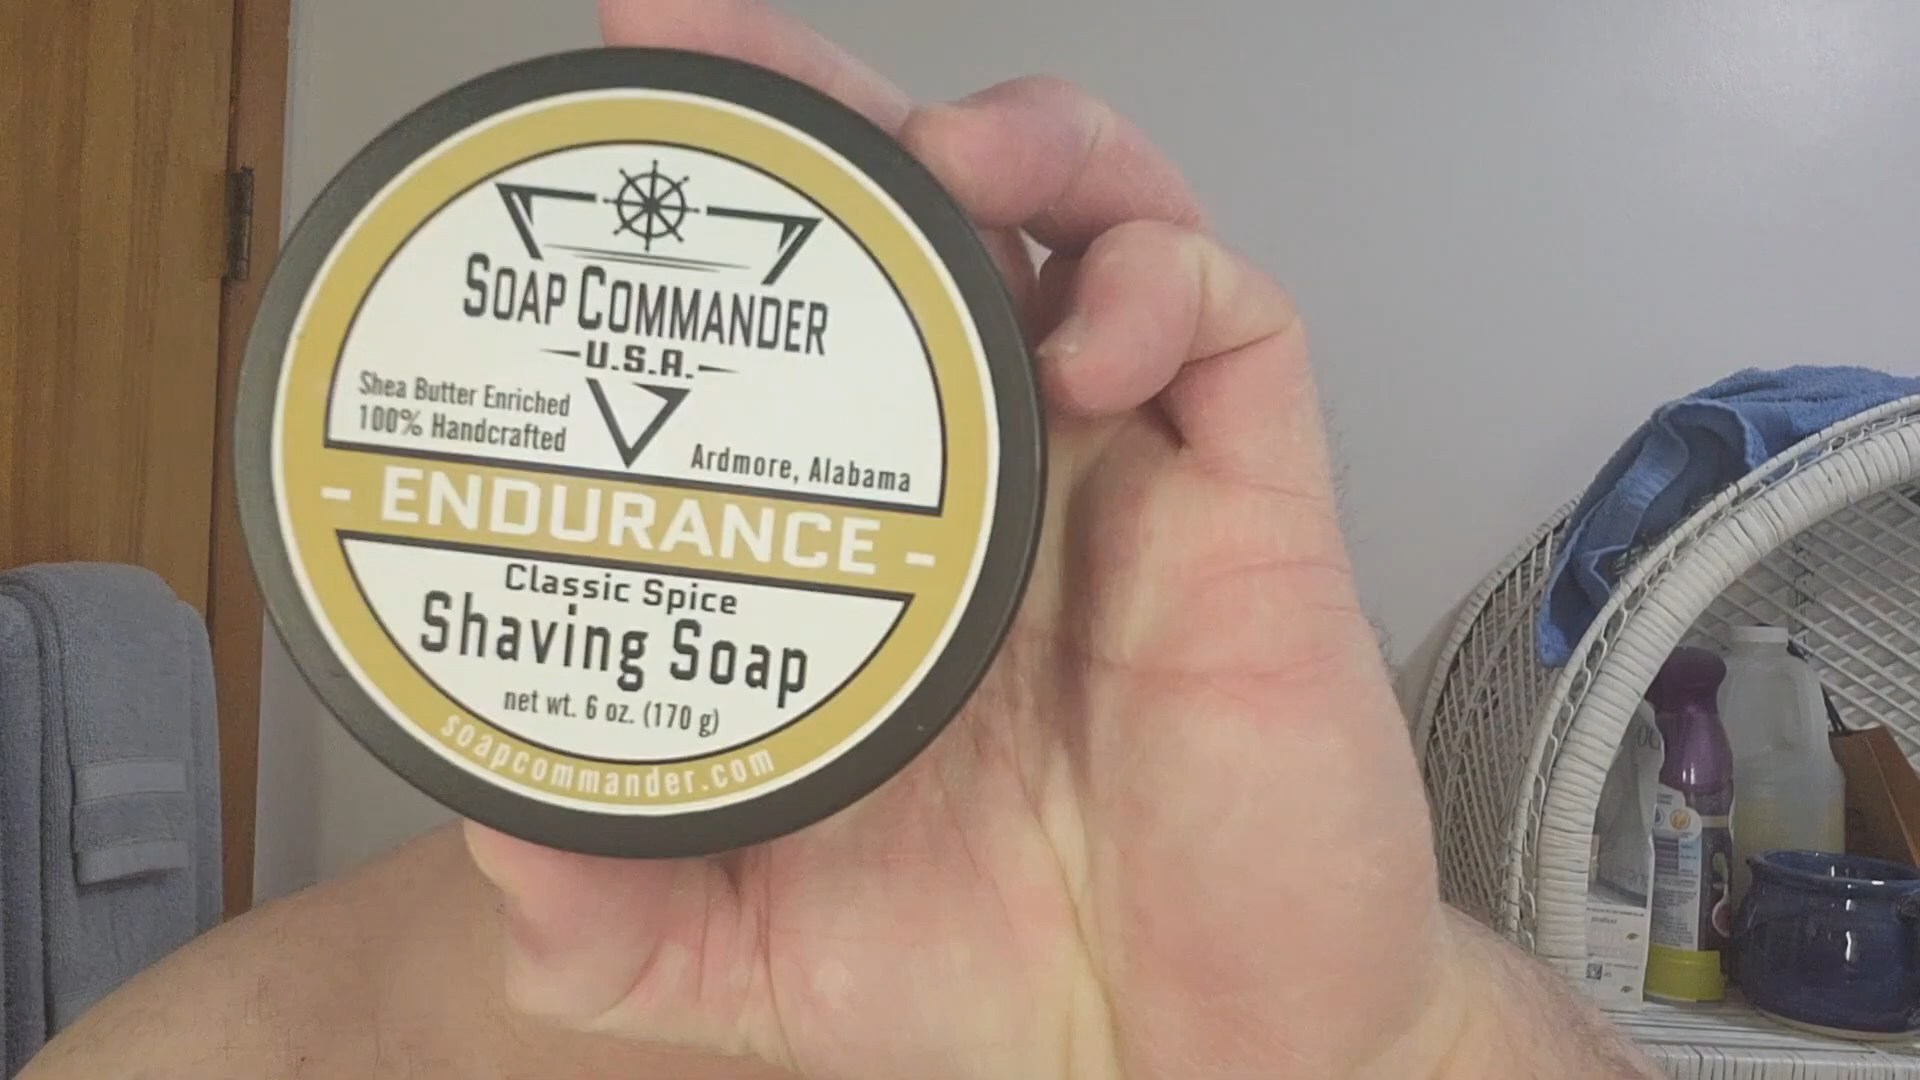 SOAP COMMANDER
U.S.A.
Shea Butter Enriched
100% Handcrafted
Ardmore, Alabama
- ENDURANCE -
Classic Spice
Shaving Soap
net wt. 6 oz. (170 g)
soapcommander.com